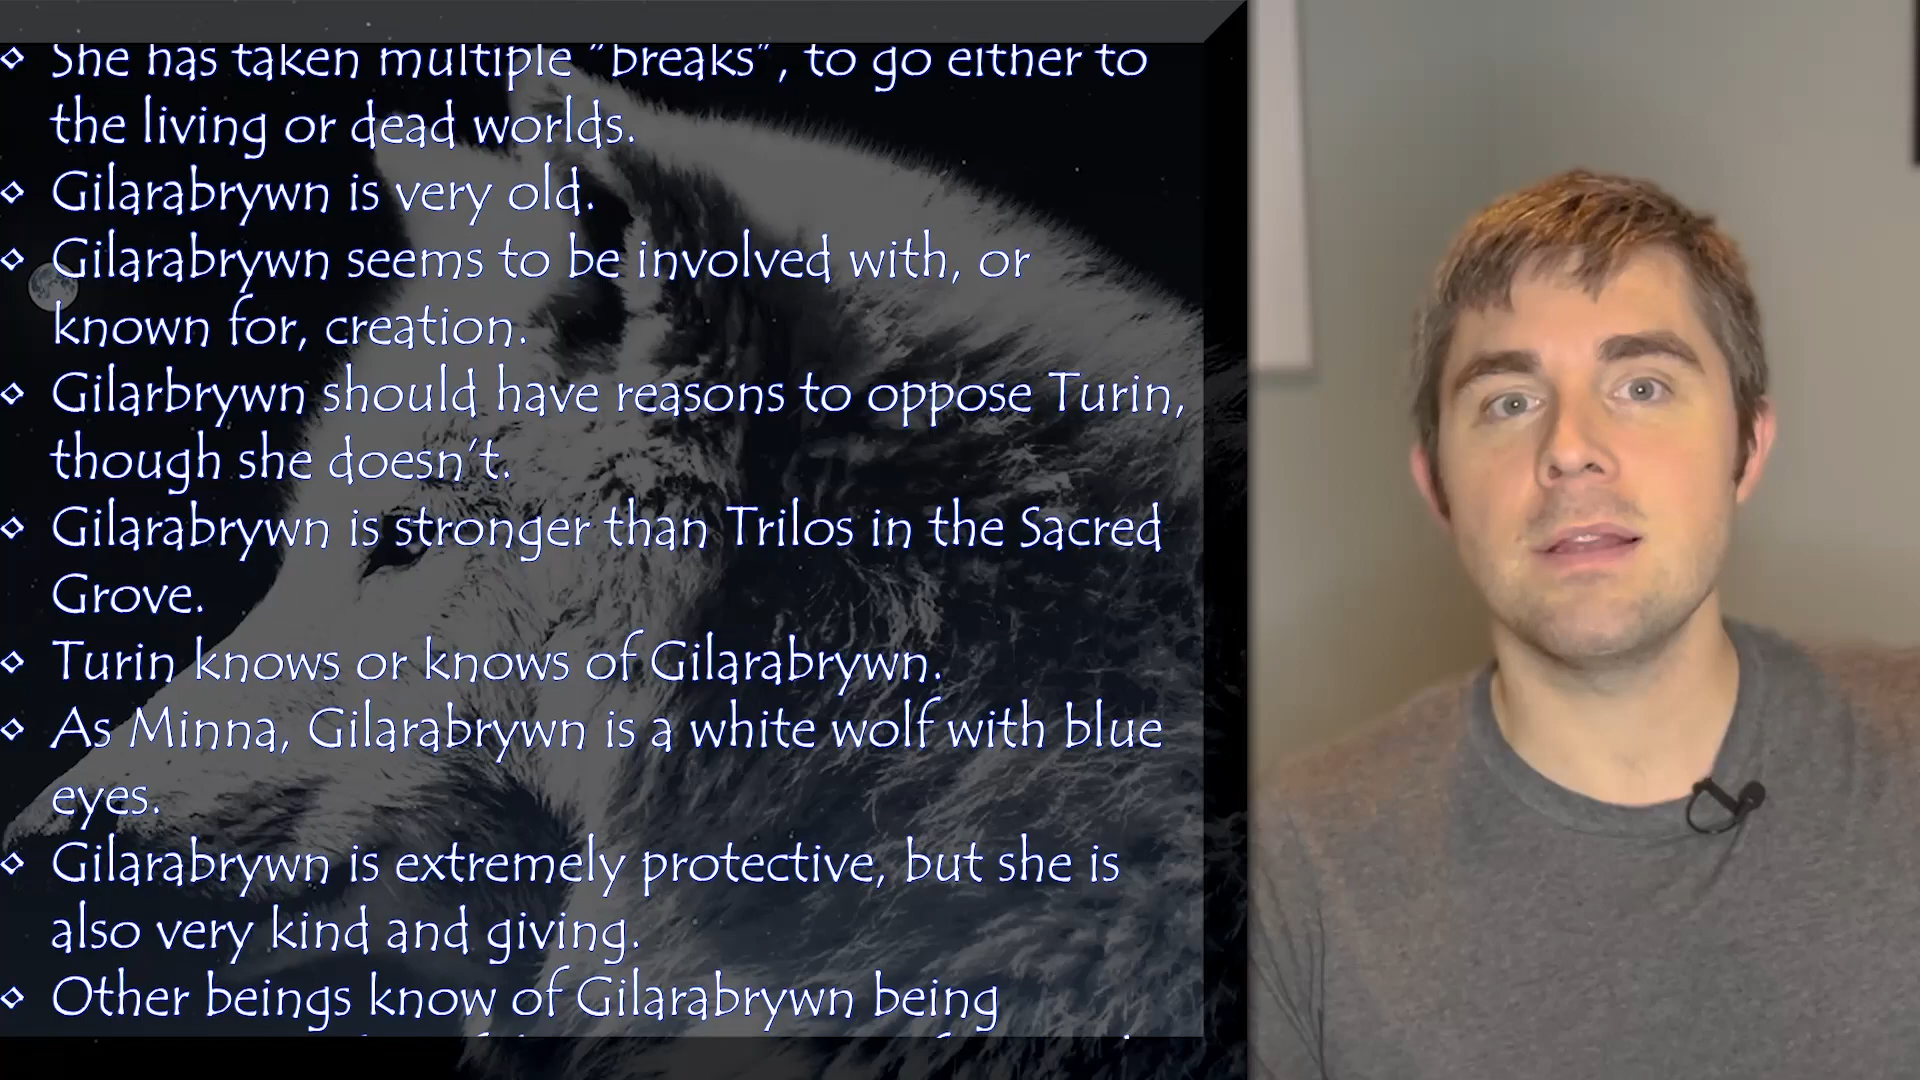 ◇ She has taken multiple "breaks", to go either to
the living or dead worlds.
◇ Gilarabrywn is very old.
◇ Gilarabrywn seems to be involved with, or
known for, creation.
◇ Gilarbrywn should have reasons to oppose Turin,
though she doesn't.
◇ Gilarabrywn is stronger than Trilos in the Sacred
Grove.
◇ Turin knows or knows of Gilarabrywn.
◇ As Minna, Gilarabrywn is a white wolf with blue
eyes.
◇ Gilarabrywn is extremely protective, but she is
also very kind and giving.
◇ Other beings know of Gilarabrywn being